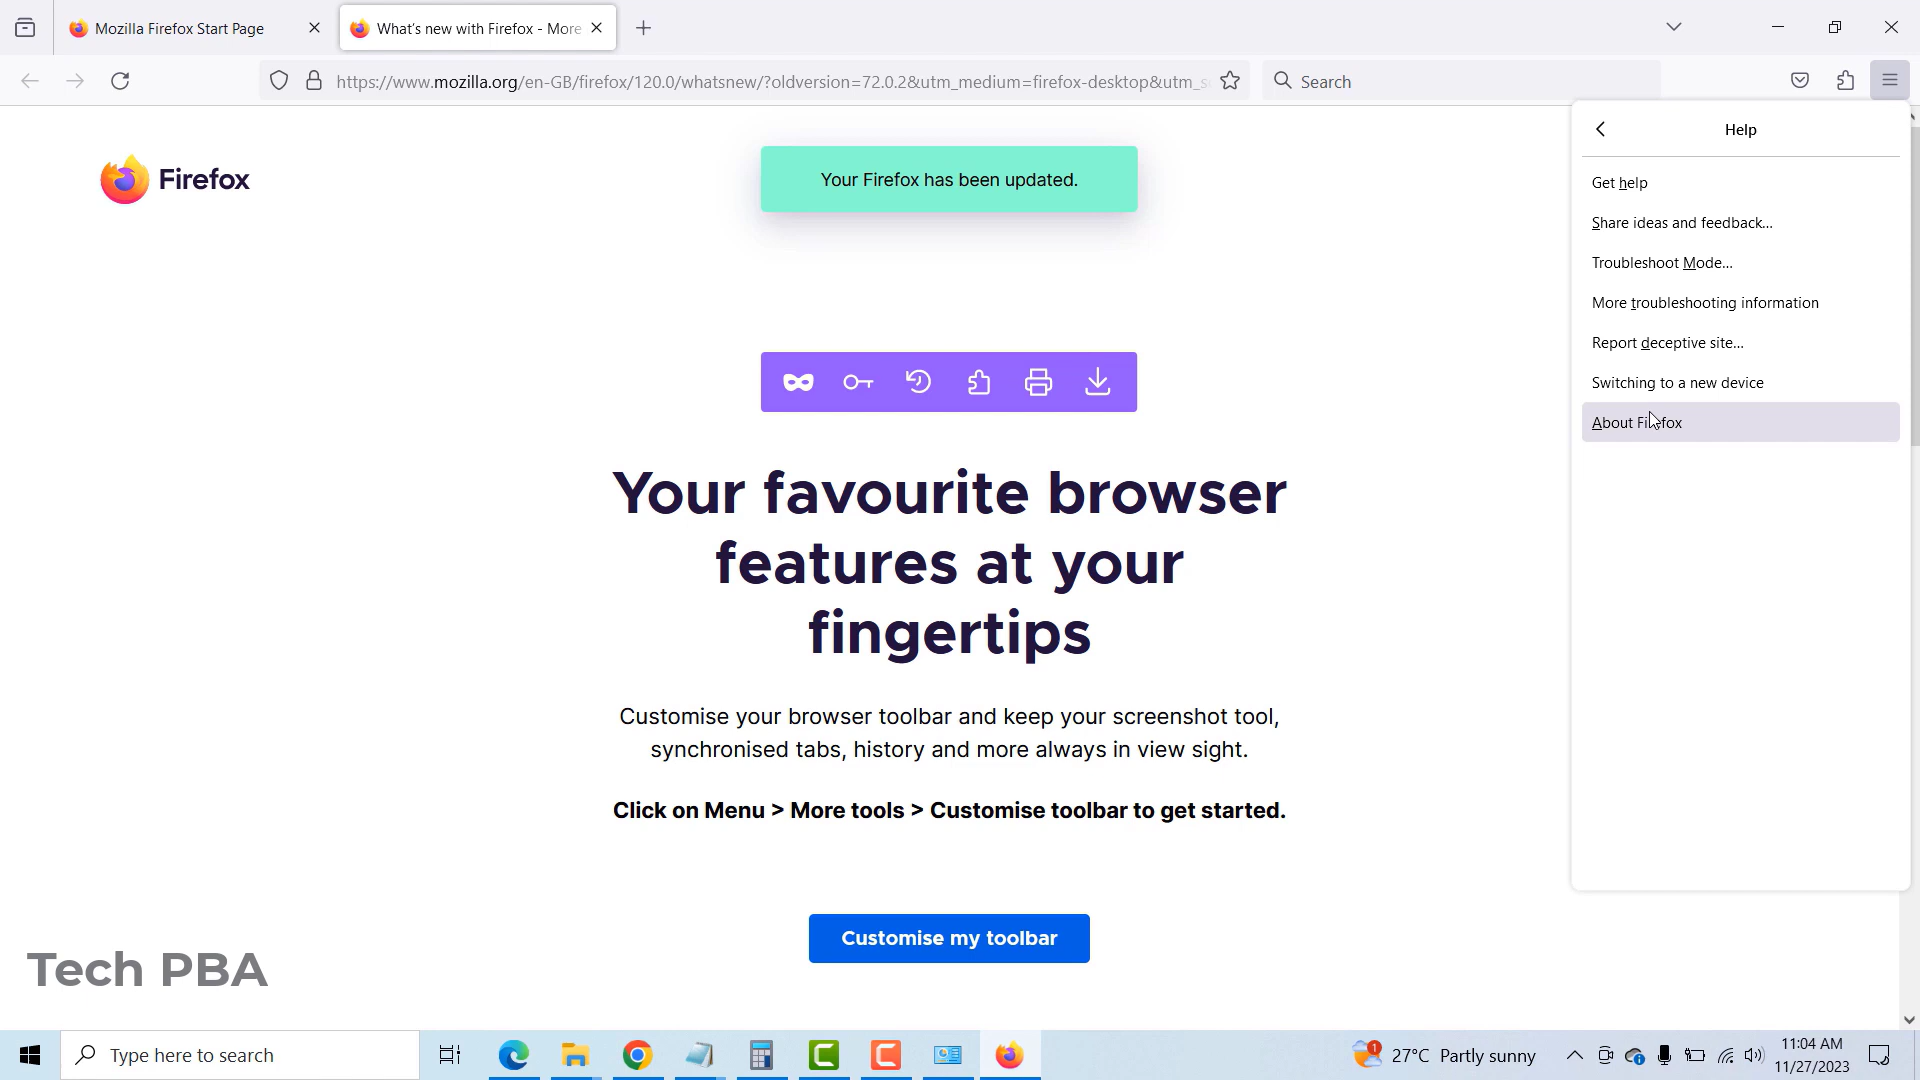 Mozilla Firefox Start Page
What's new with Firefox - More
https://www.mozilla.org/en-GB/firefox/120.0/whatsnew/?oldversion=72.0.2&utm_medium=firefox-desktop&utm_s
Search
Help
Get help
Share ideas and feedback...
Troubleshoot Mode...
More troubleshooting information
Report deceptive site...
Switching to a new device
About Firefox
Firefox
Your Firefox has been updated.
Your favourite browser
features at your
fingertips
Customise your browser toolbar and keep your screenshot tool,
synchronised tabs, history and more always in view sight.
Click on Menu > More tools > Customise toolbar to get started.
Customise my toolbar
Tech PBA
Type here to search
1
27°C Partly sunny
11:04 AM
11/27/2023